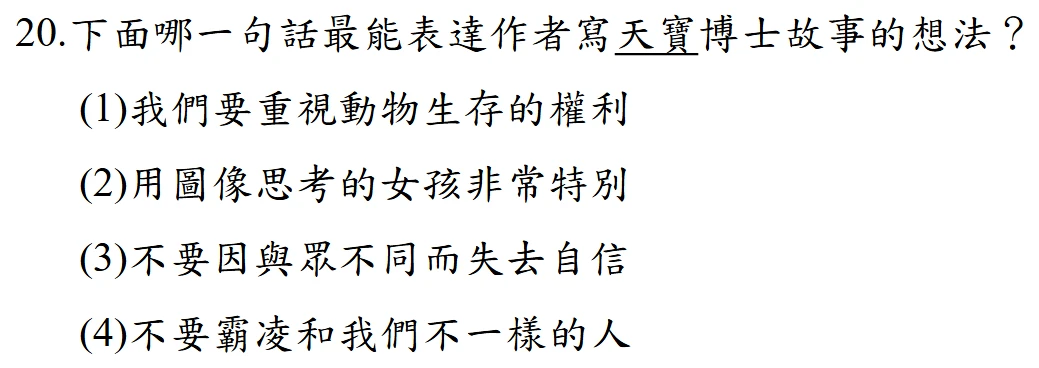 20.下面哪一句話最能表達作者寫天寶博士故事的想法？
(1)我們要重視動物生存的權利
(2)用圖像思考的女孩非常特別
(3)不要因與眾不同而失去自信
(4)不要霸凌和我們不一樣的人